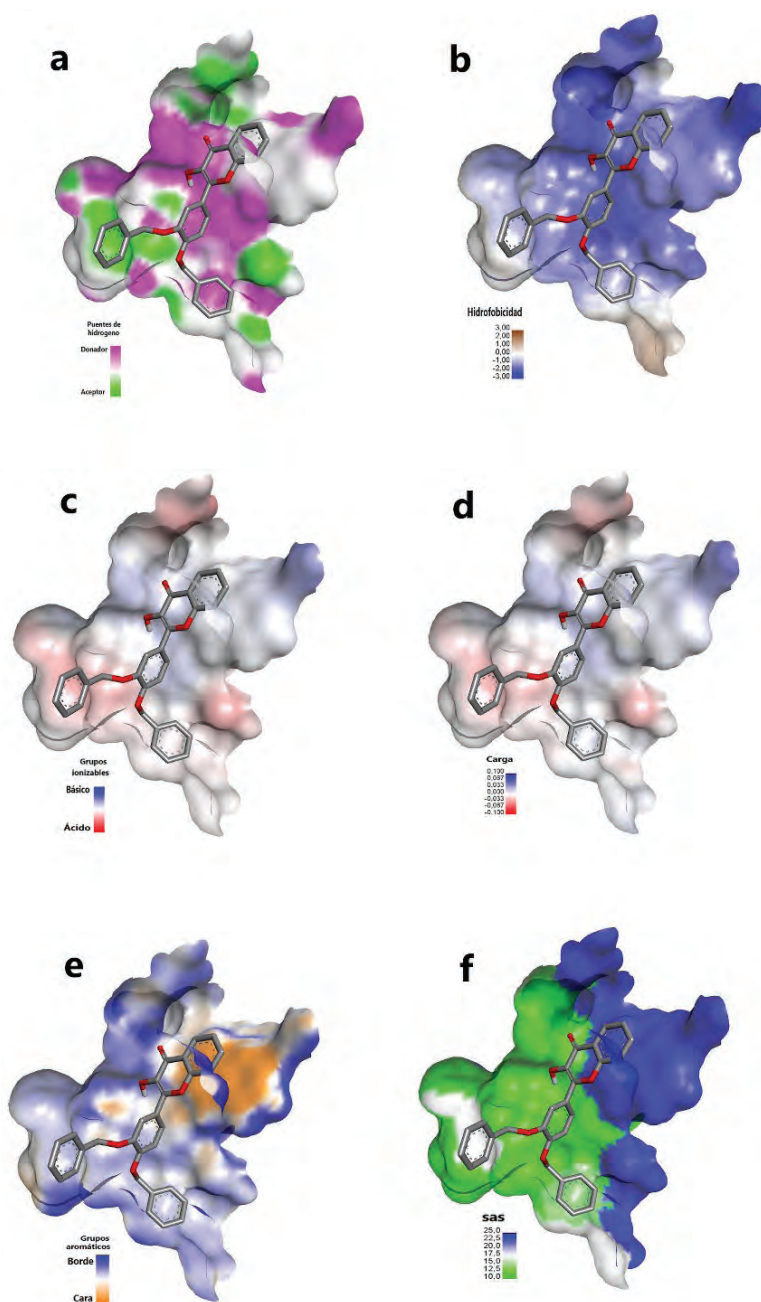 a
b
Puentes de
hidrogeno
Donador
Aceptor
Hidrofobicidad
3,00
2,00
1,00
0,00
-1,00
-2,00
-3,00
c
d
Grupos
ionizables
Básico
Ácido
Carga
0,100
0,067
0,033
0,000
-0,033
-0,067
-0,100
e
f
Grupos
aromáticos
Borde
Cara
sas
25,0
22,5
20,0
17,5
15,0
12,5
10,0